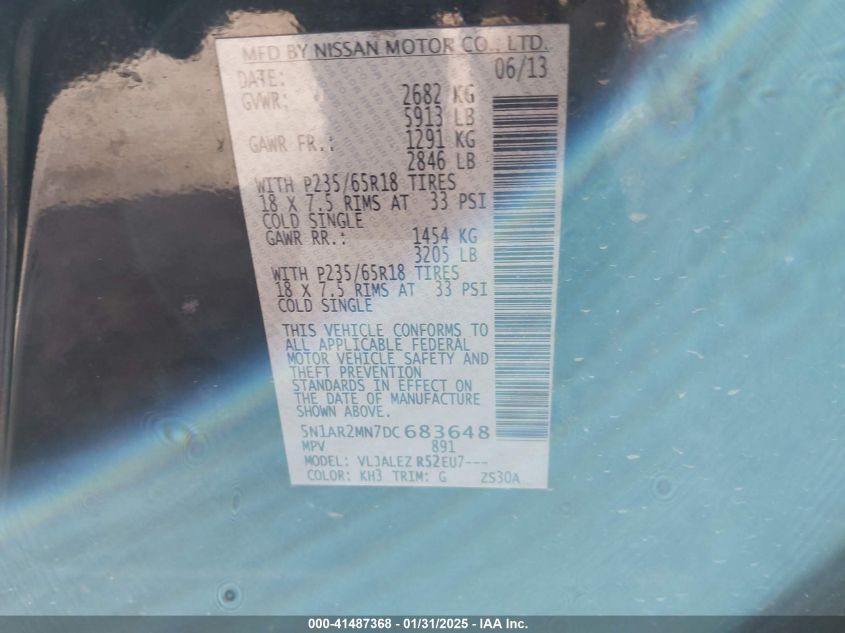 MFD BY NISSAN MOTOR CO., LTD.
DATE: 06/13
GVWR: 2682 KG
5913 LB
GAWR FR.: 1291 KG
2846 LB
WITH P235/65R18 TIRES
18 X 7.5 RIMS AT 33 PSI
COLD SINGLE
GAWR RR.: 1454 KG
3205 LB
WITH P235/65R18 TIRES
18 X 7.5 RIMS AT 33 PSI
COLD SINGLE
THIS VEHICLE CONFORMS TO
ALL APPLICABLE FEDERAL
MOTOR VEHICLE SAFETY AND
THEFT PREVENTION
STANDARDS IN EFFECT ON
THE DATE OF MANUFACTURE
SHOWN ABOVE.
5N1AR2MN7DC683648
MPV 891
MODEL: VLJALEZ R52EU7---
COLOR: KH3 TRIM: G ZS30A
000-41487368 - 01/31/2025 - IAA Inc.